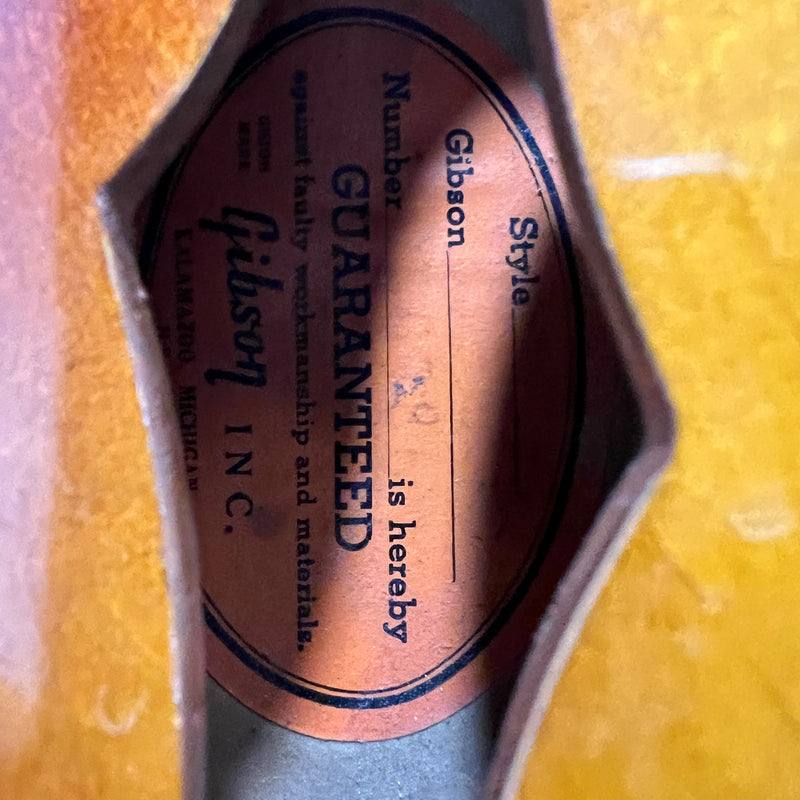 Style
Gibson
Number is hereby
GUARANTEED
against faulty workmanship and materials.
Gibson INC.
KALAMAZOO, MICHIGAN